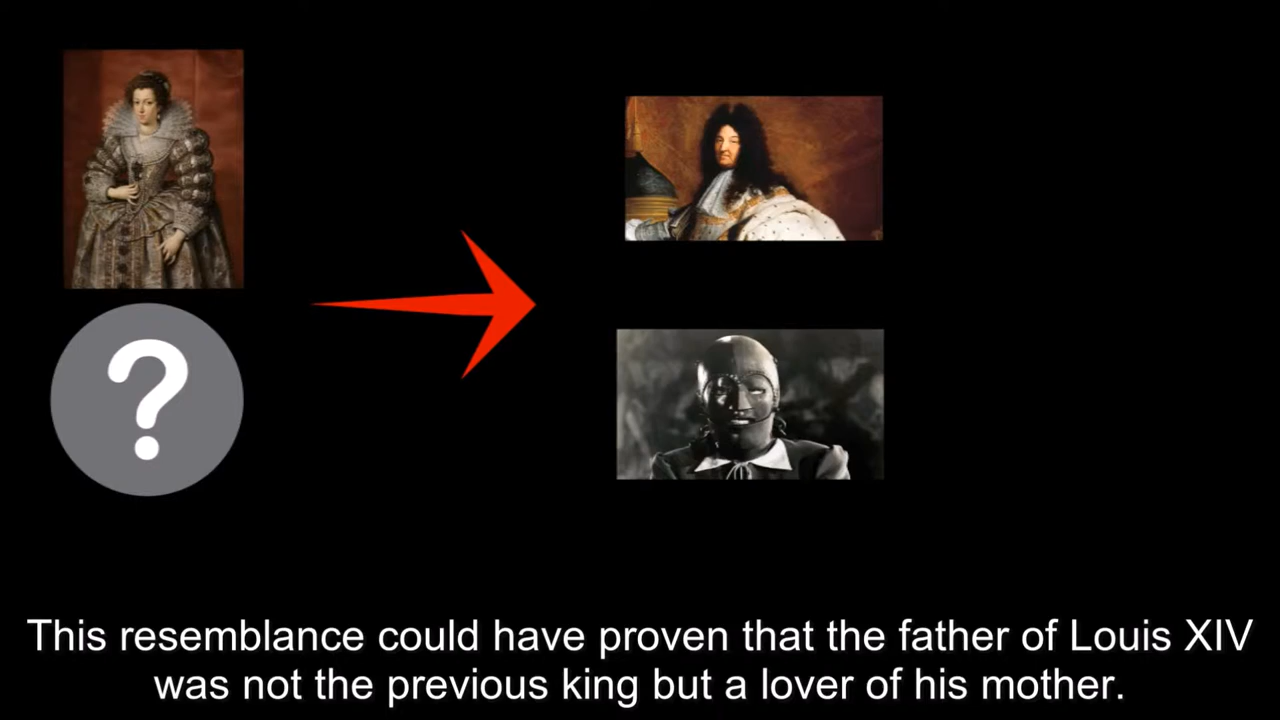 ?
This resemblance could have proven that the father of Louis XIV
was not the previous king but a lover of his mother.